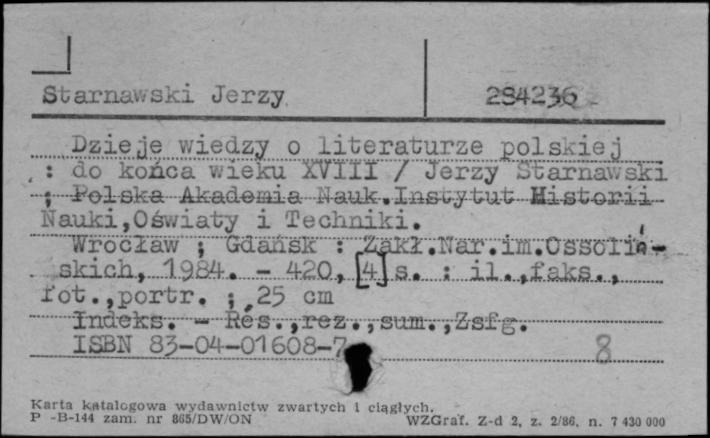 Starnawski Jerzy 284236
Dzieje wiedzy o literaturze polskiej
: do końca wieku XVIII / Jerzy Starnawski
; Polska Akademia Nauk.Instytut Historii
Nauki,Oświaty i Techniki.
Wrocław ; Gdańsk : Zakł.Nar.im.Ossoliń-
skich, 1984. - 420, [4] s. : il.,faks.,
fot.,portr. ; 25 cm
Indeks. - Res.,rez.,sum.,Zsfg.
ISBN 83-04-01608-7
8
Karta katalogowa wydawnictw zwartych i ciągłych.
P -B-144 zam. nr 865/DW/ON WZGraf. Z-d 2, z. 2/86, n. 7 430 000